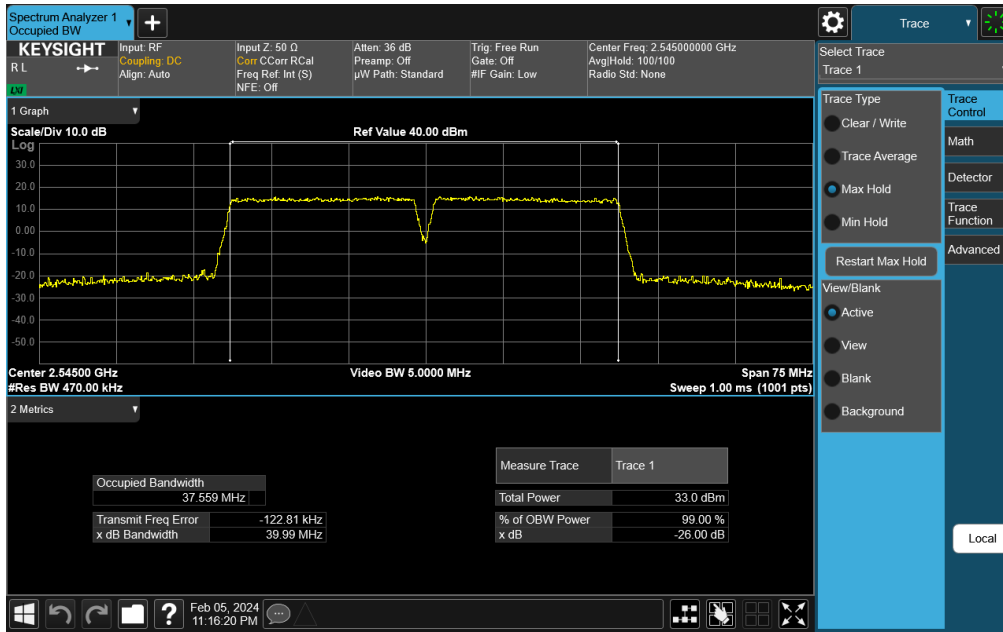 Spectrum Analyzer 1
Occupied BW
Trace
KEYSIGHT
R L
LXI
Input: RF
Coupling: DC
Align: Auto
Input Z: 50 Ω
Corr CCorr RCal
Freq Ref: Int (S)
NFE: Off
Atten: 36 dB
Preamp: Off
µW Path: Standard
Trig: Free Run
Gate: Off
#IF Gain: Low
Center Freq: 2.545000000 GHz
Avg|Hold: 100/100
Radio Std: None
Select Trace
Trace 1
1 Graph
Scale/Div 10.0 dB
Ref Value 40.00 dBm
Log
30.0
20.0
10.0
0.00
-10.0
-20.0
-30.0
-40.0
-50.0
Center 2.54500 GHz
Video BW 5.0000 MHz
Span 75 MHz
#Res BW 470.00 kHz
Sweep 1.00 ms (1001 pts)
2 Metrics
Measure Trace
Trace 1
Occupied Bandwidth
37.559 MHz
Total Power
33.0 dBm
Transmit Freq Error
-122.81 kHz
% of OBW Power
99.00 %
x dB Bandwidth
39.99 MHz
x dB
-26.00 dB
Trace Type
Clear / Write
Trace Average
Max Hold
Min Hold
Restart Max Hold
View/Blank
Active
View
Blank
Background
Trace
Control
Math
Detector
Trace
Function
Advanced
Local
?
Feb 05, 2024
11:16:20 PM